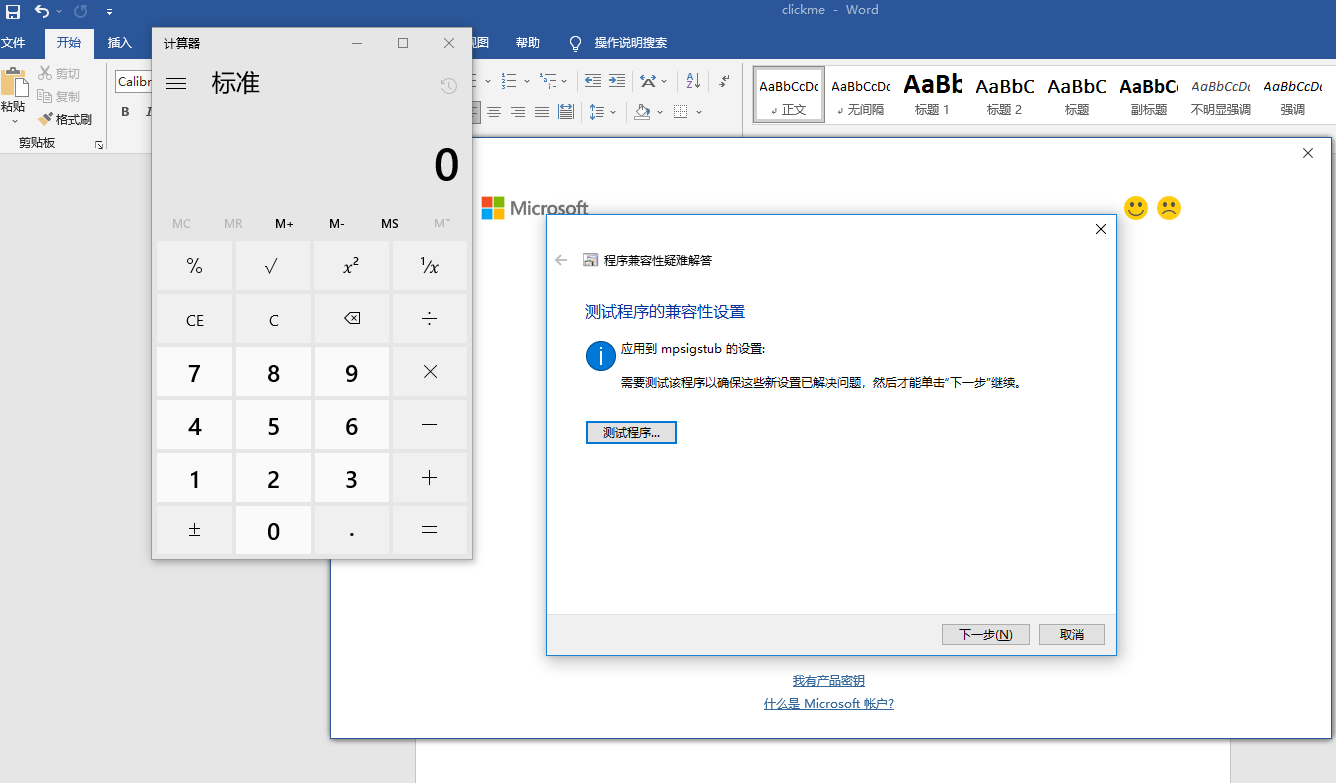 clickme - Word
文件
开始
插入
视图
帮助
操作说明搜索
粘贴
剪切
复制
格式刷
剪贴板
Calibr
B
I
AaBbCcDc
正文
AaBbCcDc
无间隔
AaBb
标题 1
AaBbC
标题 2
AaBbC
标题
AaBbC
副标题
AaBbCcDc
不明显强调
AaBbCcDc
强调
计算器
标准
0
MC MR M+ M- MS M˅
% √ x² ¹/x
CE C ÷
7 8 9 ×
4 5 6 −
1 2 3 +
± 0 . =
Microsoft
程序兼容性疑难解答
测试程序的兼容性设置
应用到 mpsigstub 的设置:
需要测试该程序以确保这些新设置已解决问题，然后才能单击“下一步”继续。
测试程序...
下一步(N)
取消
我有产品密钥
什么是 Microsoft 帐户?